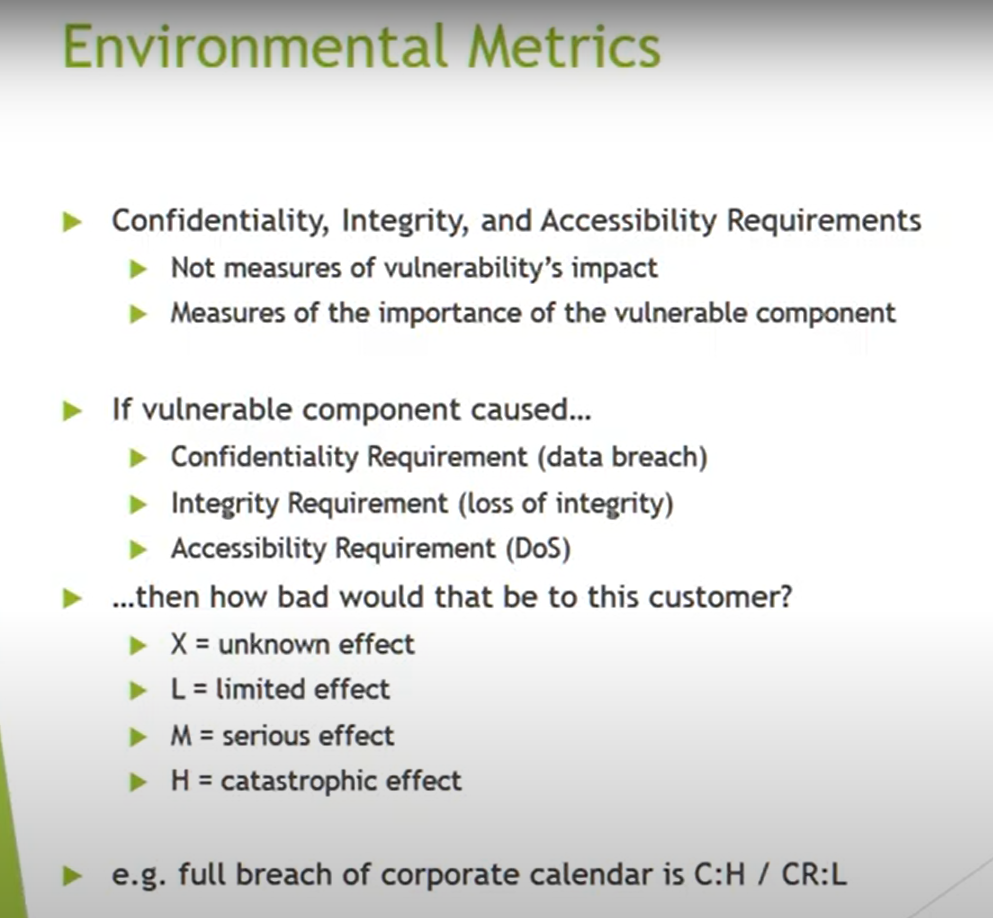 Environmental Metrics
Confidentiality, Integrity, and Accessibility Requirements
Not measures of vulnerability's impact
Measures of the importance of the vulnerable component
If vulnerable component caused...
Confidentiality Requirement (data breach)
Integrity Requirement (loss of integrity)
Accessibility Requirement (DoS)
...then how bad would that be to this customer?
X = unknown effect
L = limited effect
M = serious effect
H = catastrophic effect
e.g. full breach of corporate calendar is C:H / CR:L